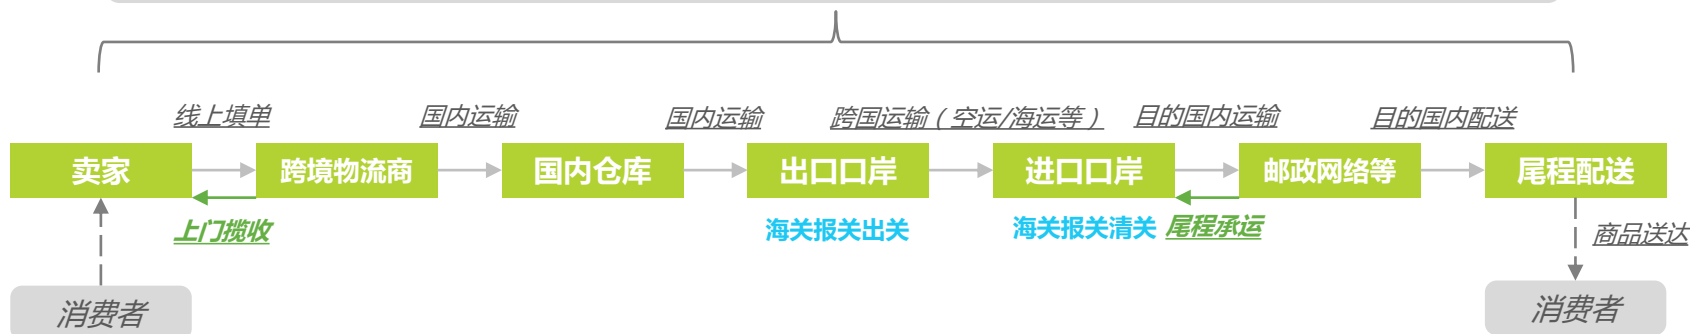 线上填单
国内运输
国内运输
跨国运输（空运/海运等）
目的国内运输
目的国内配送
卖家
跨境物流商
国内仓库
出口口岸
进口口岸
邮政网络等
尾程配送
上门揽收
海关报关出关
海关报关清关
尾程承运
商品送达
消费者
消费者